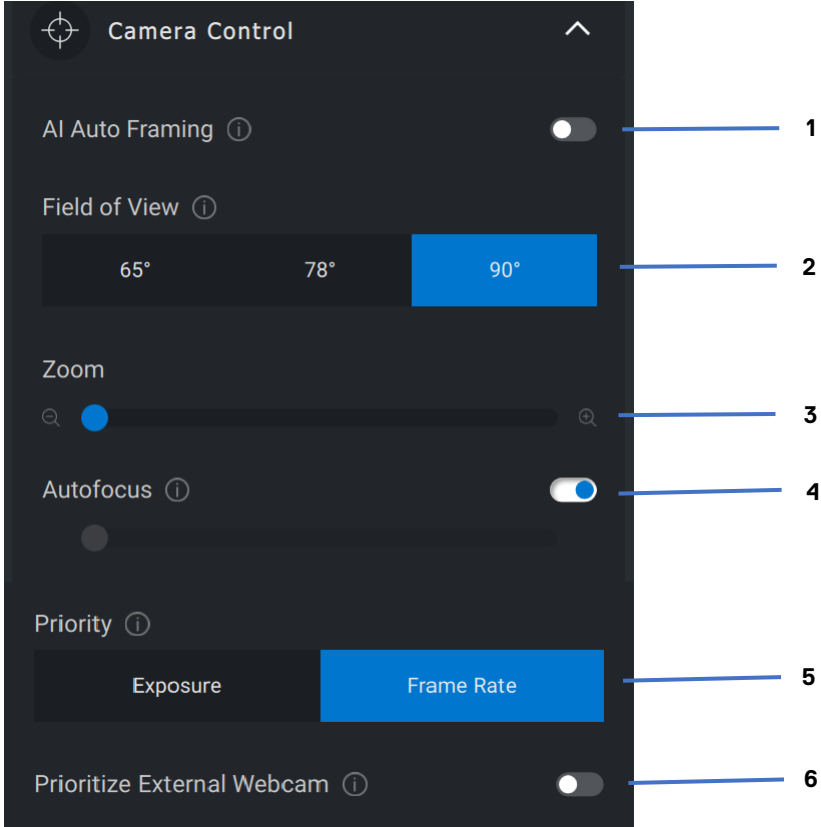 Camera Control
AI Auto Framing
1
Field of View
65° 78° 90°
2
Zoom
3
Autofocus
4
Priority
Exposure Frame Rate
5
Prioritize External Webcam
6